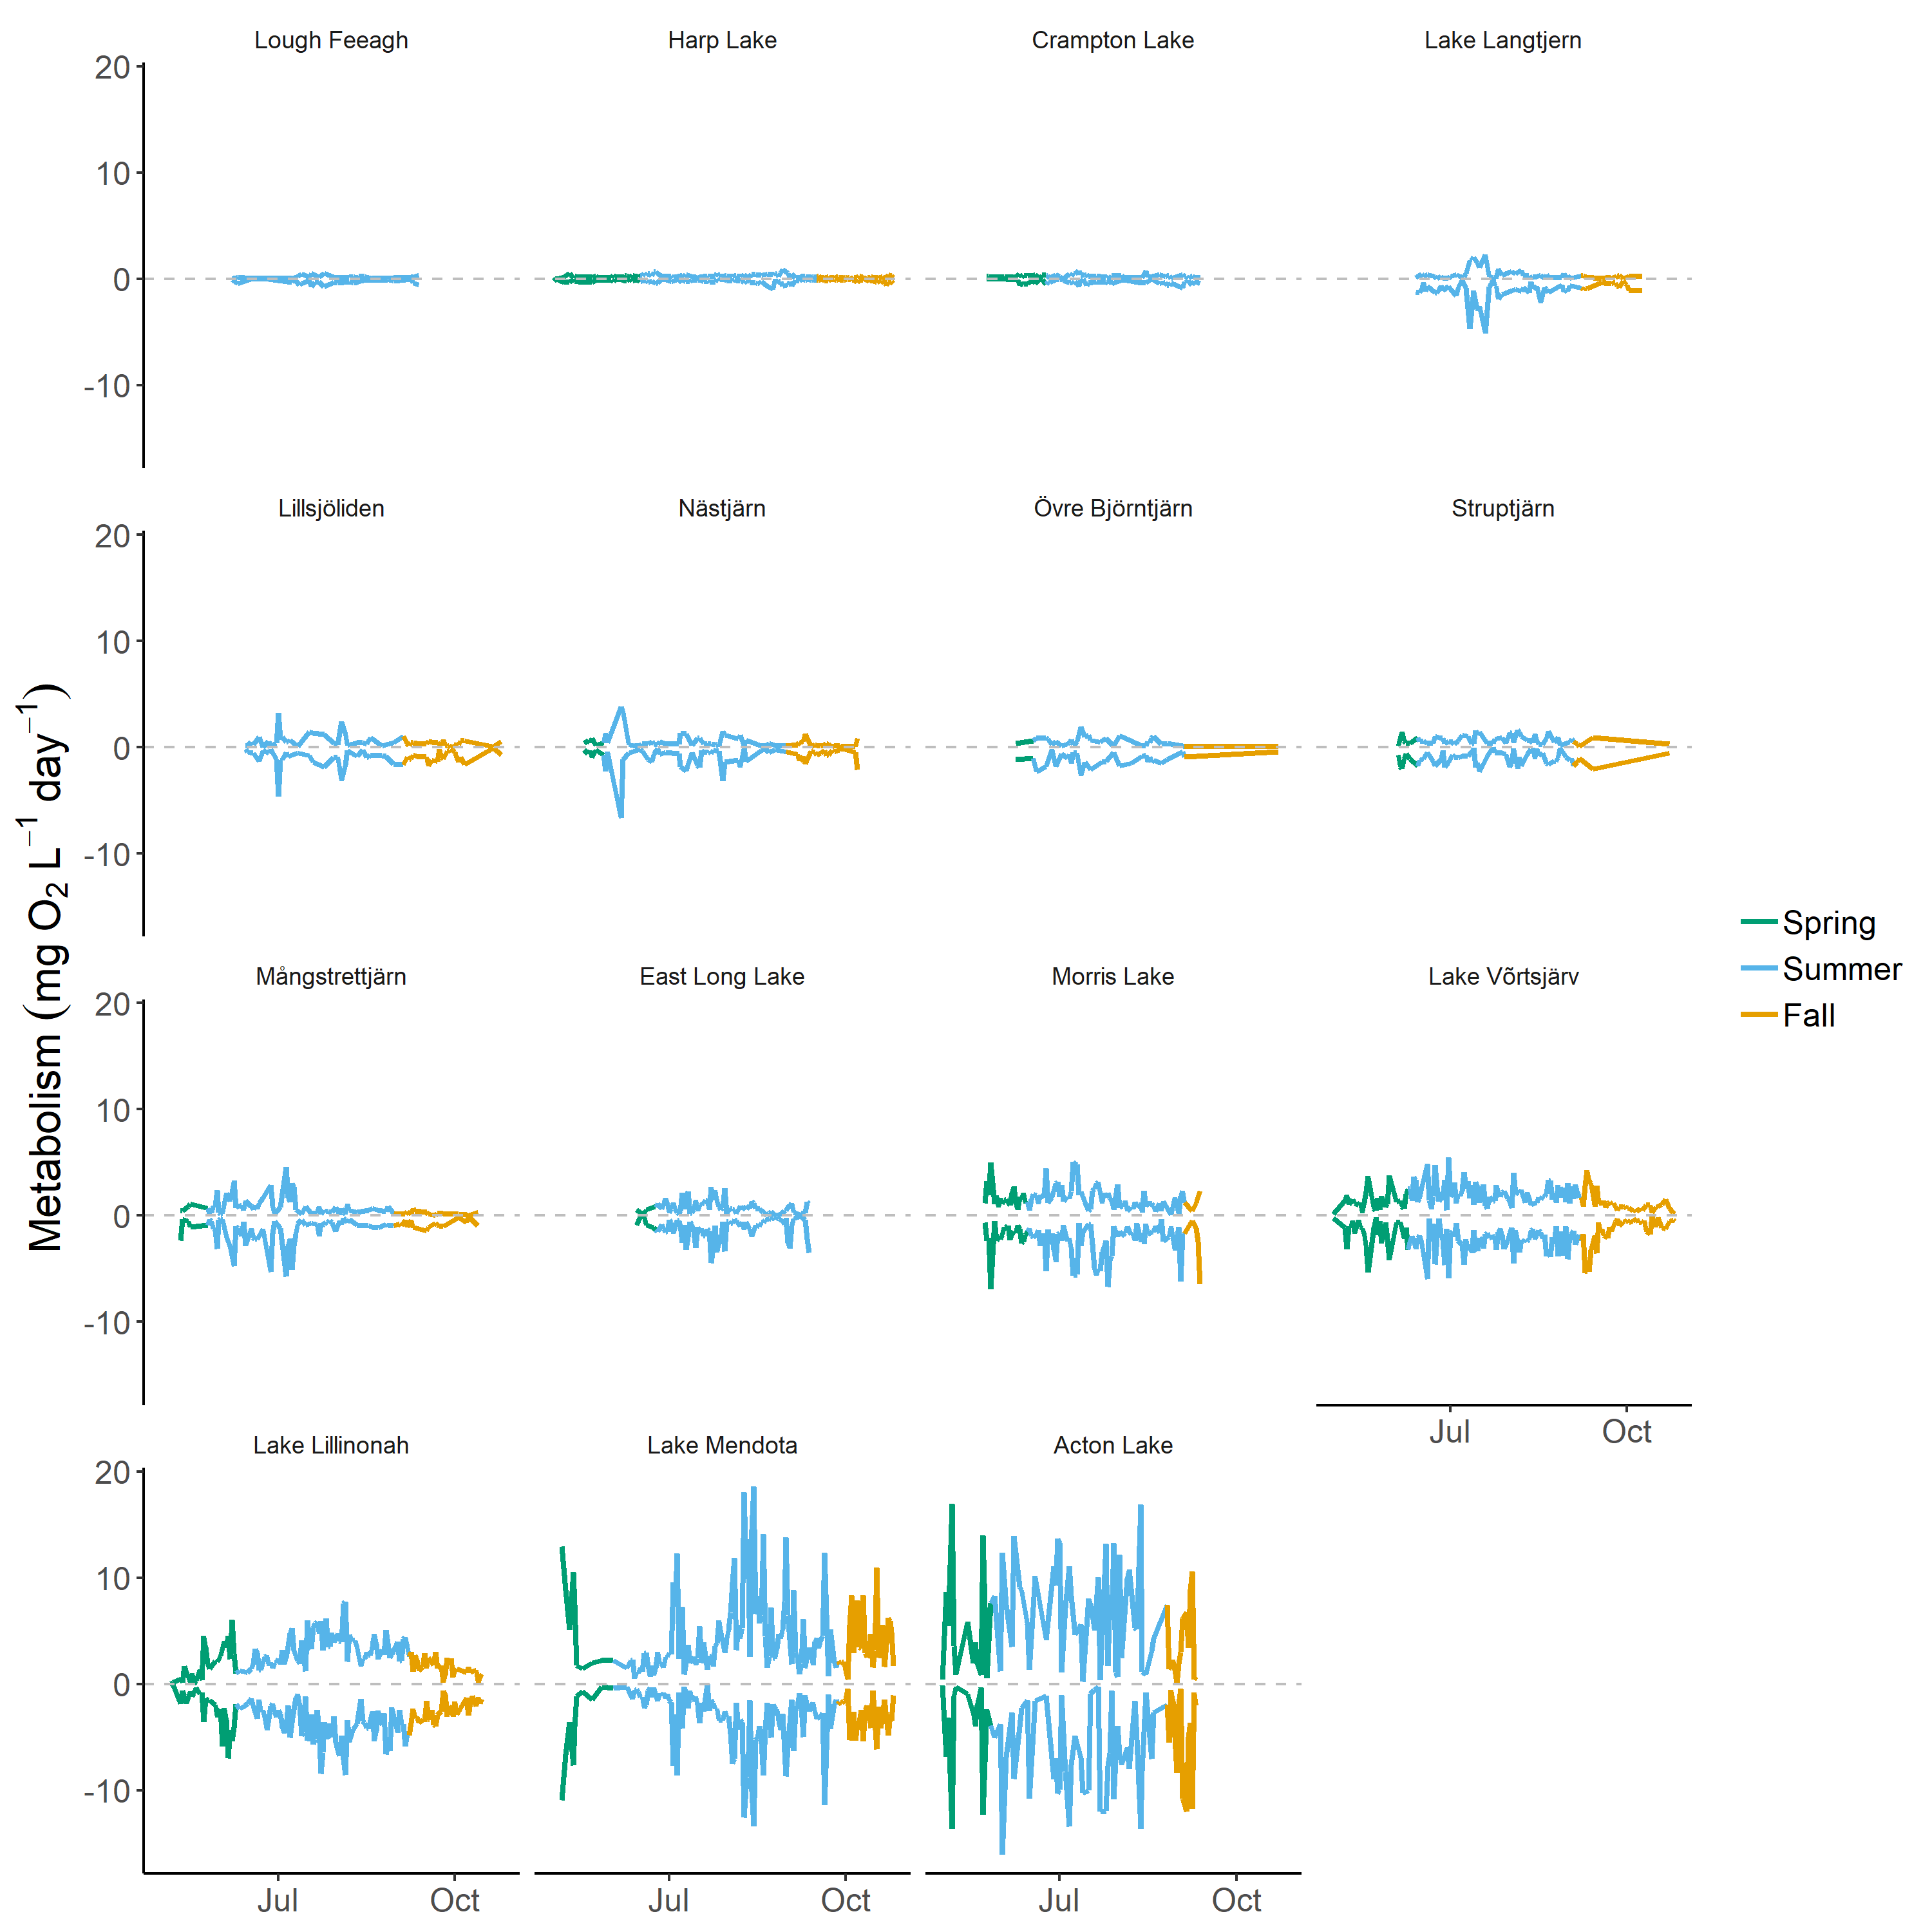 Lough Feeagh Harp Lake Crampton Lake Lake Langtjern
20
10
0
-10
Lillsjöliden Nästjärn Övre Björntjärn Struptjärn
20
10
0
-10
Metabolism (mg O₂ L⁻¹ day⁻¹)
Spring
Summer
Fall
Mångstrettjärn East Long Lake Morris Lake Lake Võrtsjärv
20
10
0
-10
Jul Oct
Lake Lillinonah Lake Mendota Acton Lake
20
10
0
-10
Jul Oct Jul Oct Jul Oct